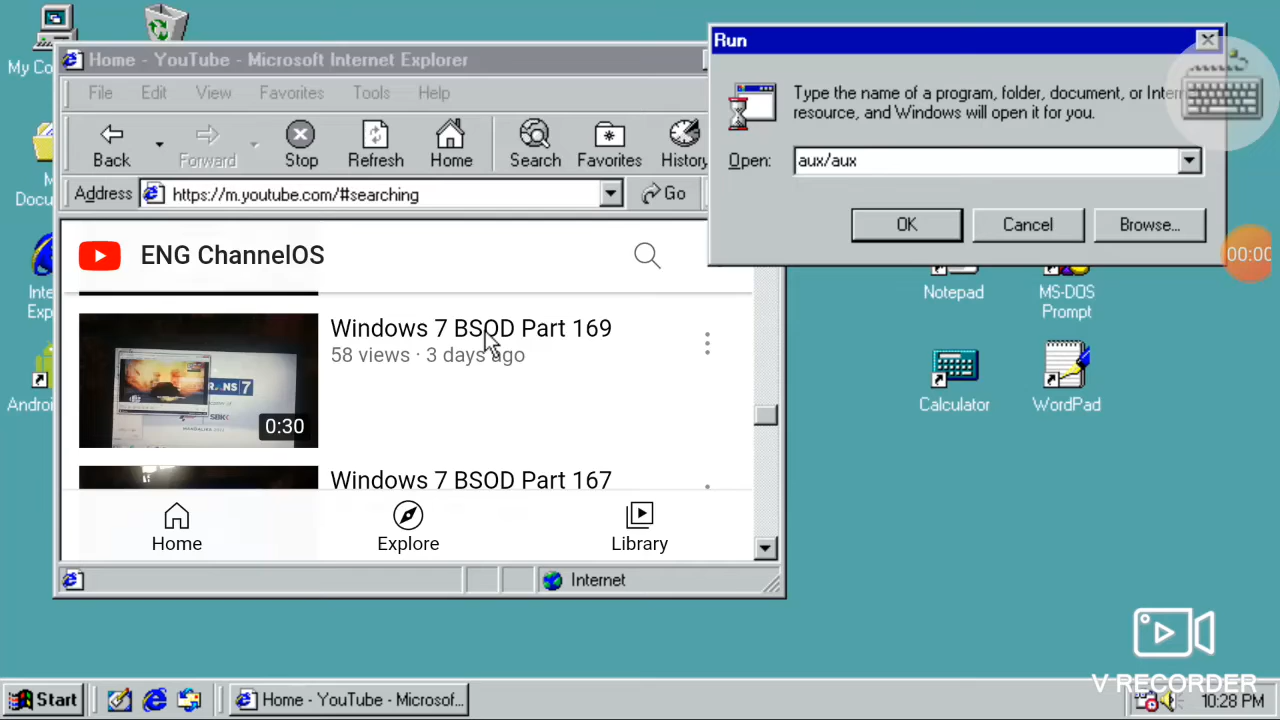 My Co
Home - YouTube - Microsoft Internet Explorer
File Edit View Favorites Tools Help
Back Forward Stop Refresh Home Search Favorites History
Address https://m.youtube.com/#searching Go
ENG ChannelOS
Windows 7 BSOD Part 169
58 views · 3 days ago
0:30
Windows 7 BSOD Part 167
Home Explore Library
Internet
Run
Type the name of a program, folder, document, or Inter
resource, and Windows will open it for you.
Open: aux/aux
OK Cancel Browse...
00:00
M
Docu
Inte
Exp
Androi
Notepad
MS-DOS
Prompt
Calculator
WordPad
V RECORDER
Start
Home - YouTube - Microsof...
10:28 PM